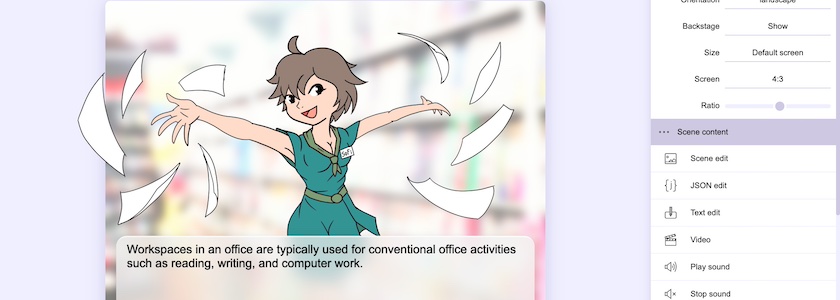 Orientation landscape
Backstage Show
Size Default screen
Screen 4:3
Ratio
Scene content
Scene edit
{j} JSON edit
Text edit
Video
Play sound
Stop sound
Workspaces in an office are typically used for conventional office activities
such as reading, writing, and computer work.